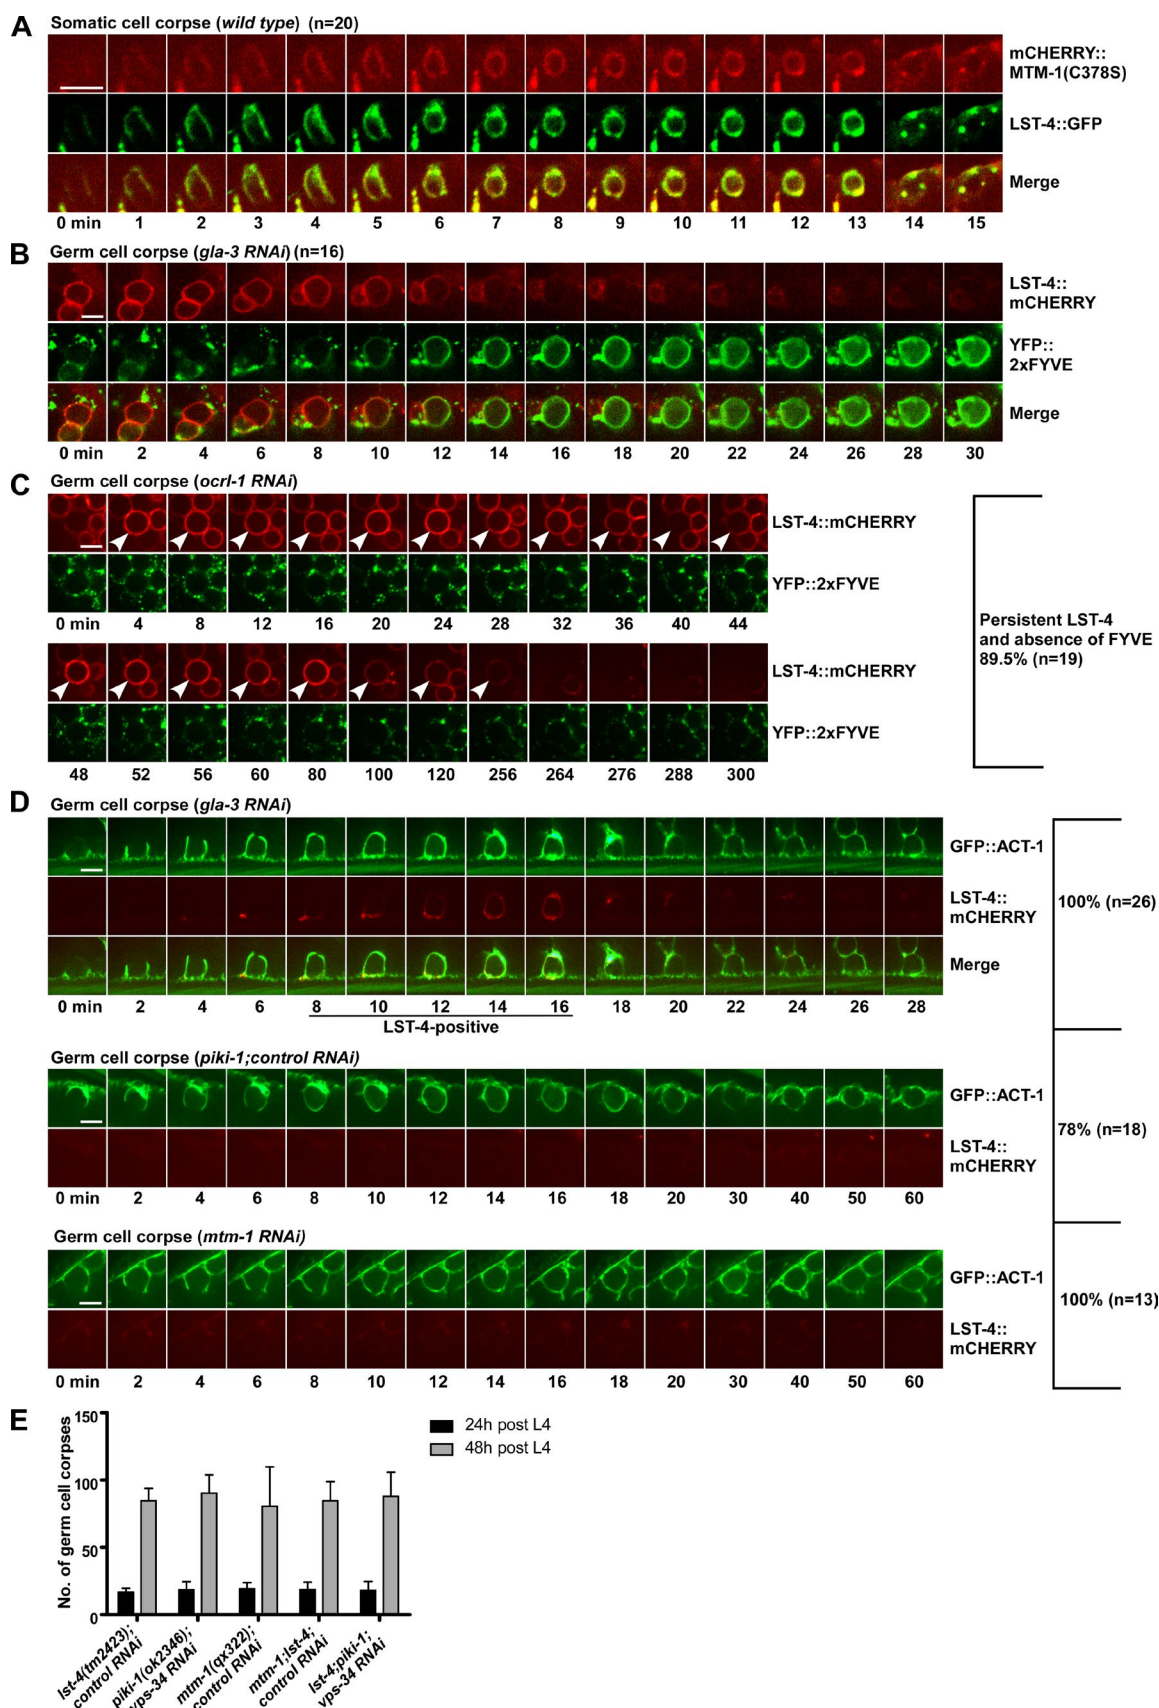 A
Somatic cell corpse (wild type) (n=20)
mCHERRY::
MTM-1(C378S)
LST-4::GFP
Merge
0 min 1 2 3 4 5 6 7 8 9 10 11 12 13 14 15
B
Germ cell corpse (gla-3 RNAi) (n=16)
LST-4::
mCHERRY
YFP::
2xFYVE
Merge
0 min 2 4 6 8 10 12 14 16 18 20 22 24 26 28 30
C
Germ cell corpse (ocrl-1 RNAi)
LST-4::mCHERRY
YFP::2xFYVE
0 min 4 8 12 16 20 24 28 32 36 40 44
LST-4::mCHERRY
YFP::2xFYVE
48 52 56 60 80 100 120 256 264 276 288 300
Persistent LST-4
and absence of FYVE
89.5% (n=19)
D
Germ cell corpse (gla-3 RNAi)
GFP::ACT-1
LST-4::
mCHERRY
Merge
0 min 2 4 6 8 10 12 14 16 18 20 22 24 26 28
LST-4-positive
100% (n=26)
Germ cell corpse (piki-1;control RNAi)
GFP::ACT-1
LST-4::
mCHERRY
0 min 2 4 6 8 10 12 14 16 18 20 30 40 50 60
78% (n=18)
Germ cell corpse (mtm-1 RNAi)
GFP::ACT-1
LST-4::
mCHERRY
0 min 2 4 6 8 10 12 14 16 18 20 30 40 50 60
100% (n=13)
E
No. of germ cell corpses
150
100
50
0
24h post L4
48h post L4
lst-4(tm2423);
control RNAi
piki-1(ok2346);
vps-34 RNAi
mtm-1(qx322);
control RNAi
mtm-1;lst-4;
control RNAi
lst-4;piki-1;
vps-34 RNAi